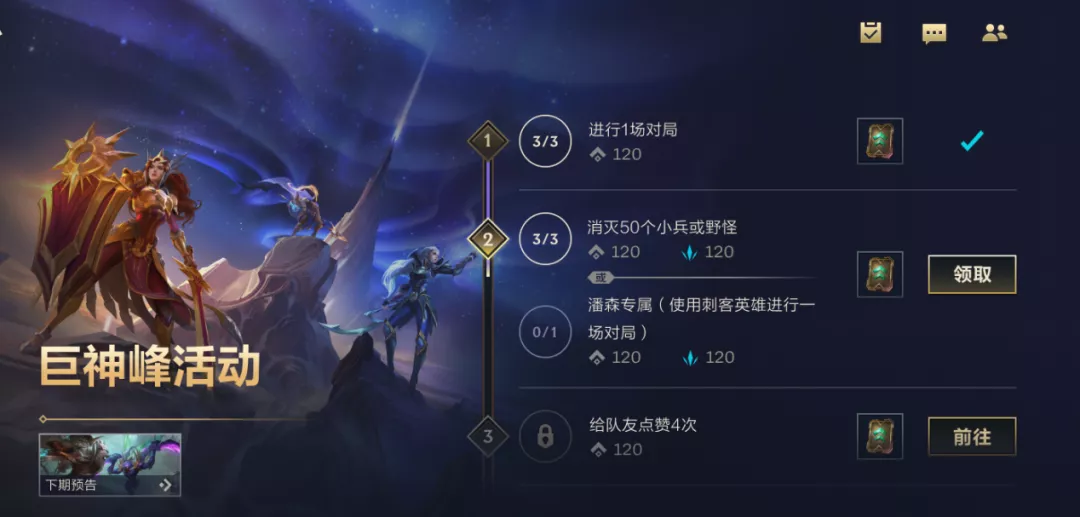 1
3/3
进行1场对局
120
2
3/3
消灭50个小兵或野怪
120 120
或
领取
0/1
潘森专属（使用刺客英雄进行一
场对局）
120 120
巨神峰活动
3
给队友点赞4次
120
前往
下期预告